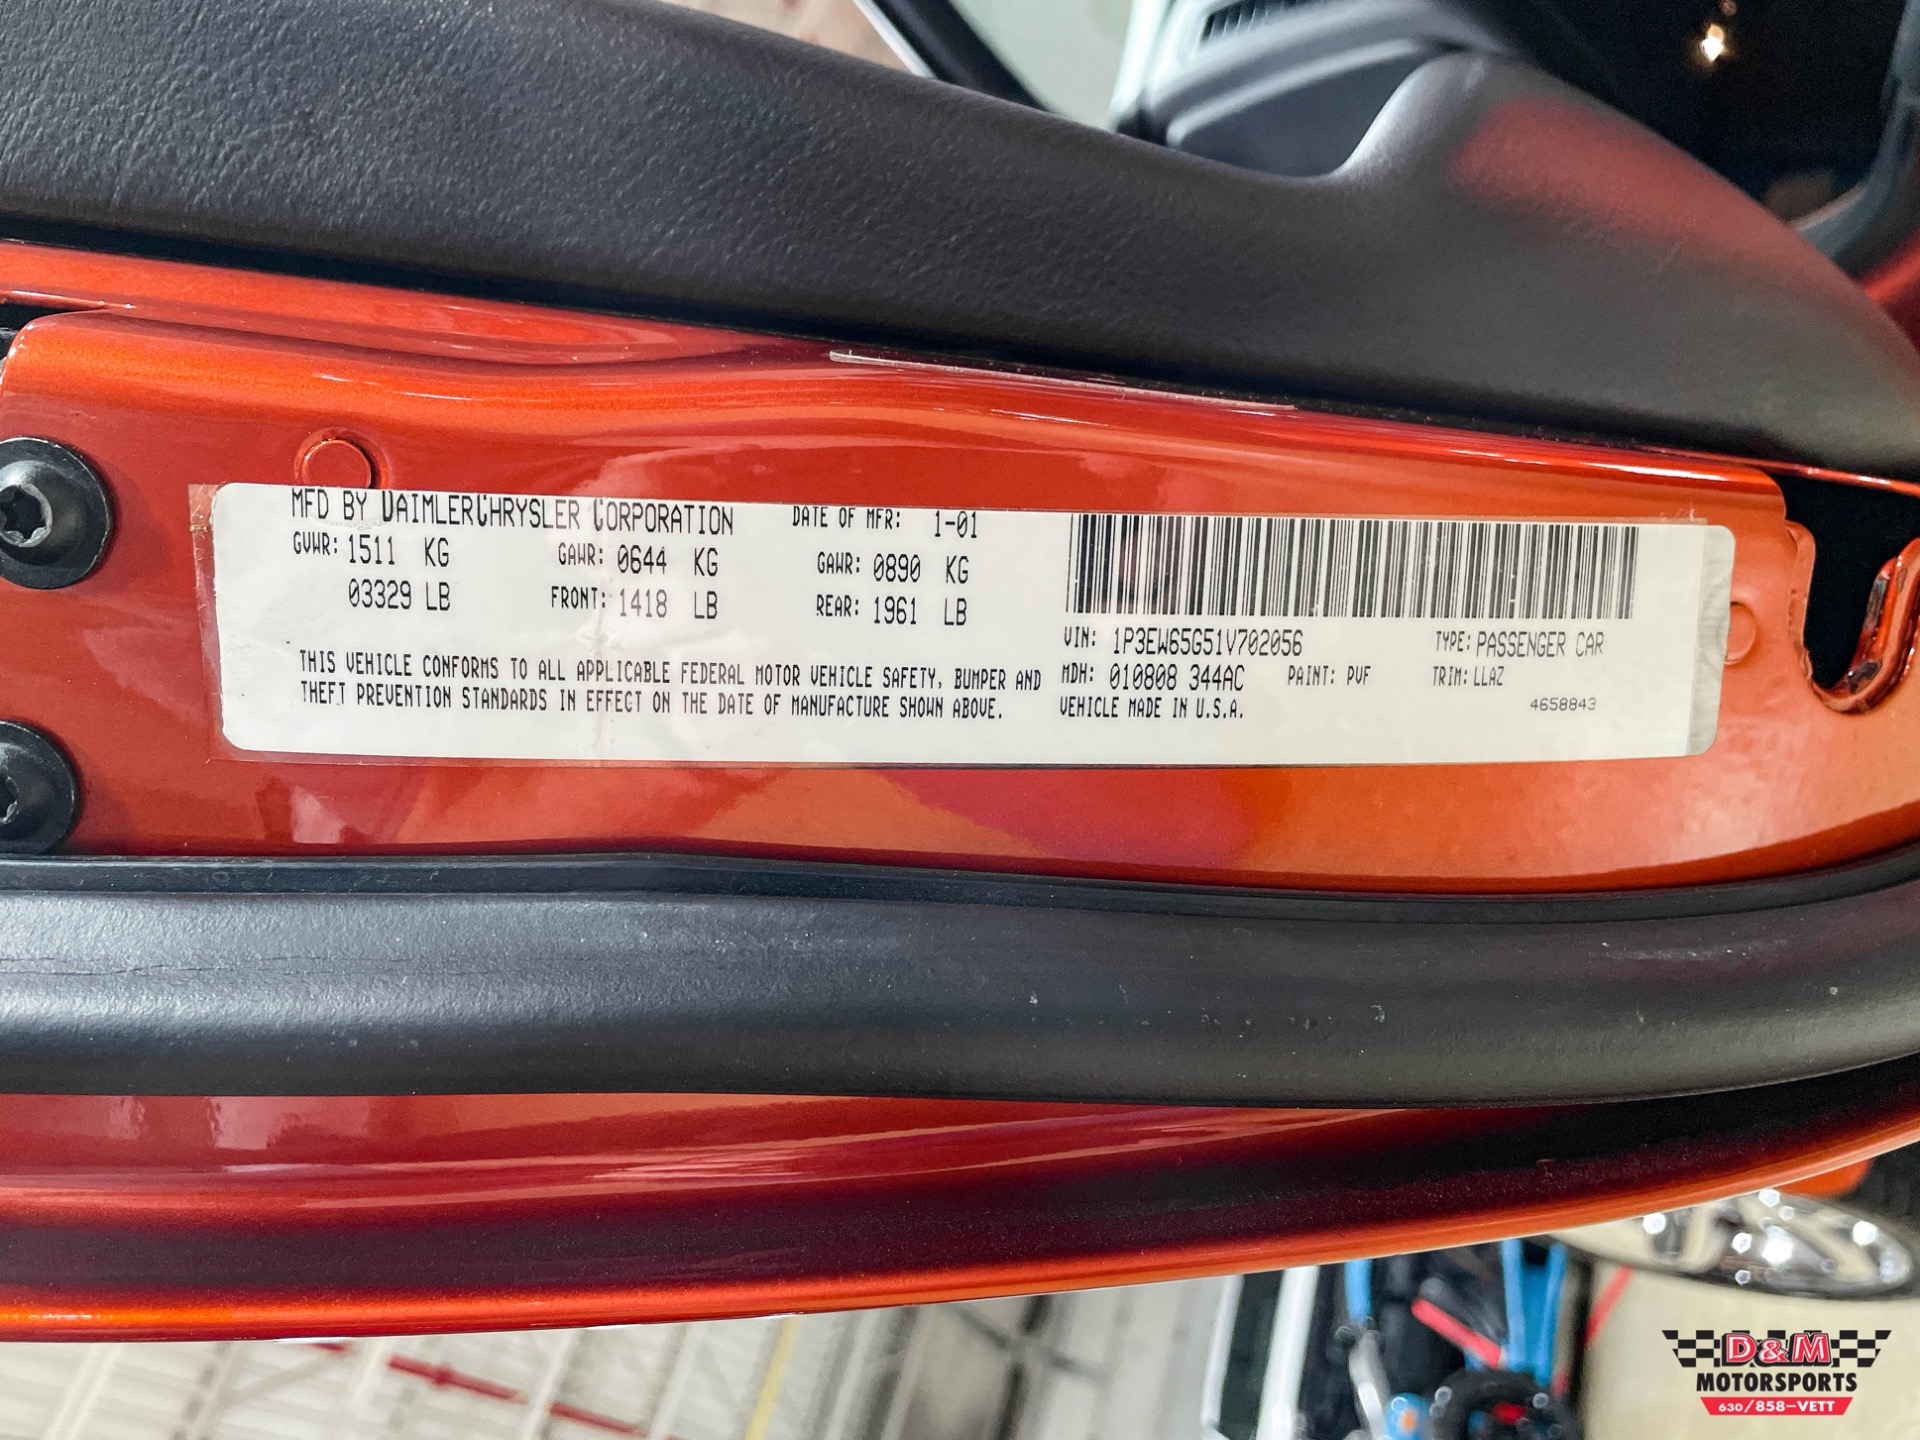 MFD BY DAIMLERCHRYSLER CORPORATION DATE OF MFR: 1-01
GVWR: 1511 KG GAWR: 0644 KG GAWR: 0890 KG
03329 LB FRONT: 1418 LB REAR: 1961 LB
THIS VEHICLE CONFORMS TO ALL APPLICABLE FEDERAL MOTOR VEHICLE SAFETY, BUMPER AND
THEFT PREVENTION STANDARDS IN EFFECT ON THE DATE OF MANUFACTURE SHOWN ABOVE.
VIN: 1P3EW65G51V702056 TYPE: PASSENGER CAR
MDH: 010808 344AC PAINT: PVF TRIM: LLAZ
VEHICLE MADE IN U.S.A. 4658843
D&M
MOTORSPORTS
630/858-VETT